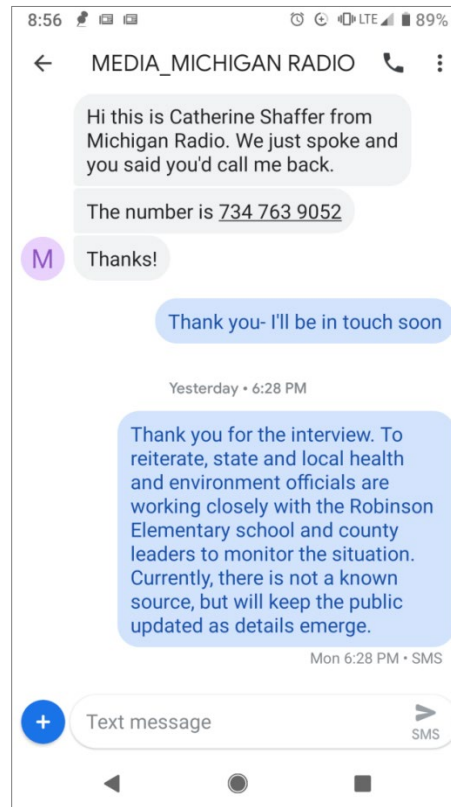 8:56 LTE 89%
MEDIA_MICHIGAN RADIO
Hi this is Catherine Shaffer from
Michigan Radio. We just spoke and
you said you'd call me back.
The number is 734 763 9052
M Thanks!
Thank you- I'll be in touch soon
Yesterday • 6:28 PM
Thank you for the interview. To
reiterate, state and local health
and environment officials are
working closely with the Robinson
Elementary school and county
leaders to monitor the situation.
Currently, there is not a known
source, but will keep the public
updated as details emerge.
Mon 6:28 PM • SMS
Text message
SMS